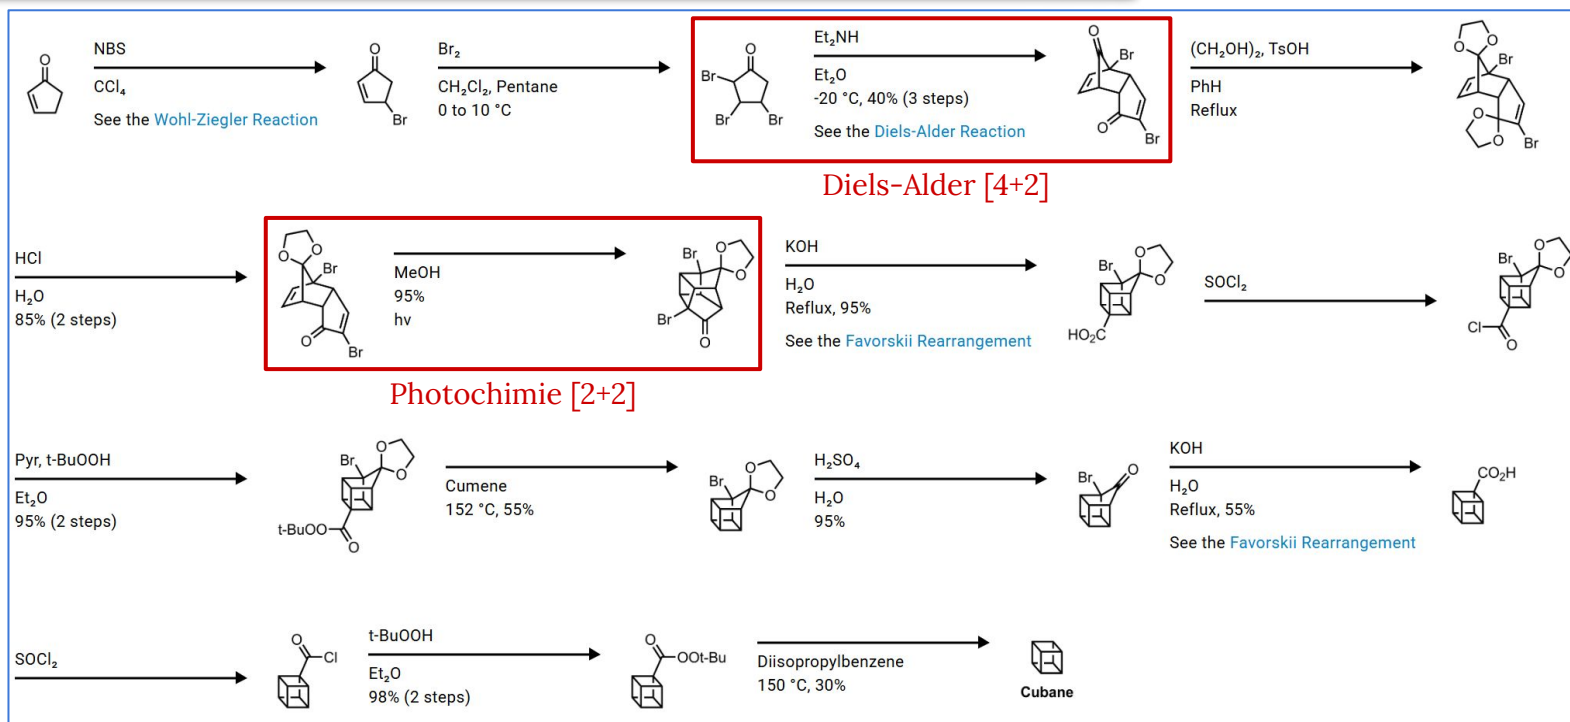 NBS
CCl₄
See the Wohl-Ziegler Reaction
O
O
Br
Br₂
CH₂Cl₂, Pentane
0 to 10 °C
O
Br
Br
Br
Et₂NH
Et₂O
-20 °C, 40% (3 steps)
See the Diels-Alder Reaction
O
Br
O
Br
(CH₂OH)₂, TsOH
PhH
Reflux
O
O
Br
O
O
Br
Diels-Alder [4+2]
HCl
H₂O
85% (2 steps)
O
O
Br
O
Br
MeOH
95%
hv
Br
O
O
Br
O
KOH
H₂O
Reflux, 95%
See the Favorskii Rearrangement
Br
O
O
HO₂C
SOCl₂
Br
O
O
Cl
O
Photochimie [2+2]
Pyr, t-BuOOH
Et₂O
95% (2 steps)
Br
O
O
t-BuOO
O
Cumene
152 °C, 55%
Br
O
O
H₂SO₄
H₂O
95%
Br
O
KOH
H₂O
Reflux, 55%
See the Favorskii Rearrangement
CO₂H
SOCl₂
O
Cl
t-BuOOH
Et₂O
98% (2 steps)
O
OOt-Bu
Diisopropylbenzene
150 °C, 30%
Cubane